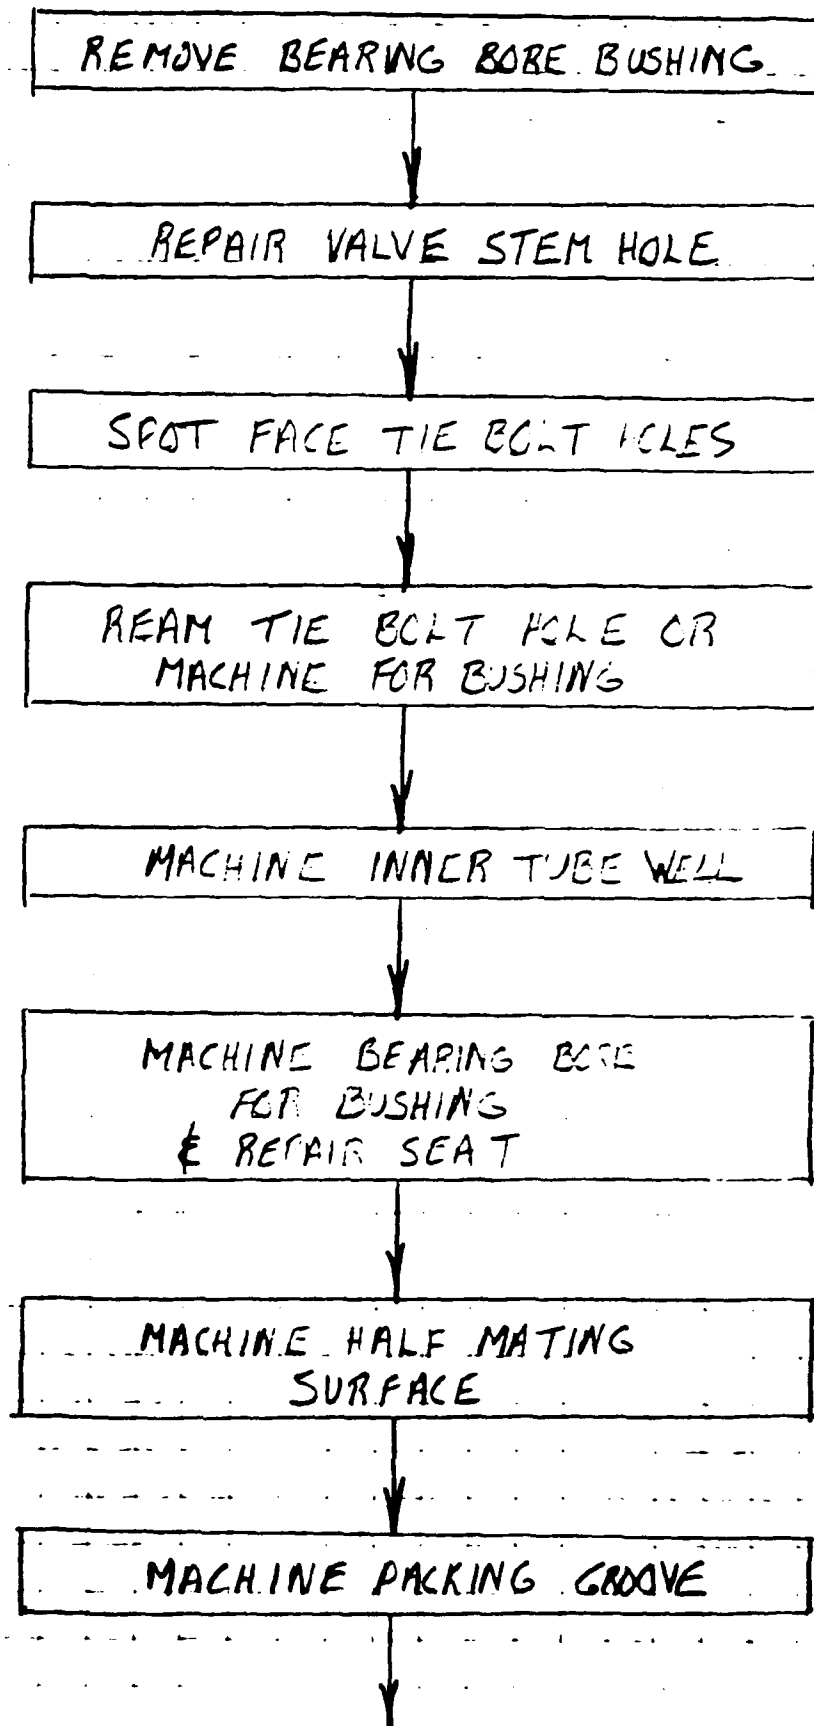 REMOVE BEARING BORE BUSHING
REPAIR VALVE STEM HOLE
SPOT FACE TIE BOLT HOLES
REAM TIE BOLT HOLE OR
MACHINE FOR BUSHING
MACHINE INNER TUBE WELL
MACHINE BEARING BORE
FOR BUSHING
& REPAIR SEAT
MACHINE HALF MATING
SURFACE
MACHINE PACKING GROOVE